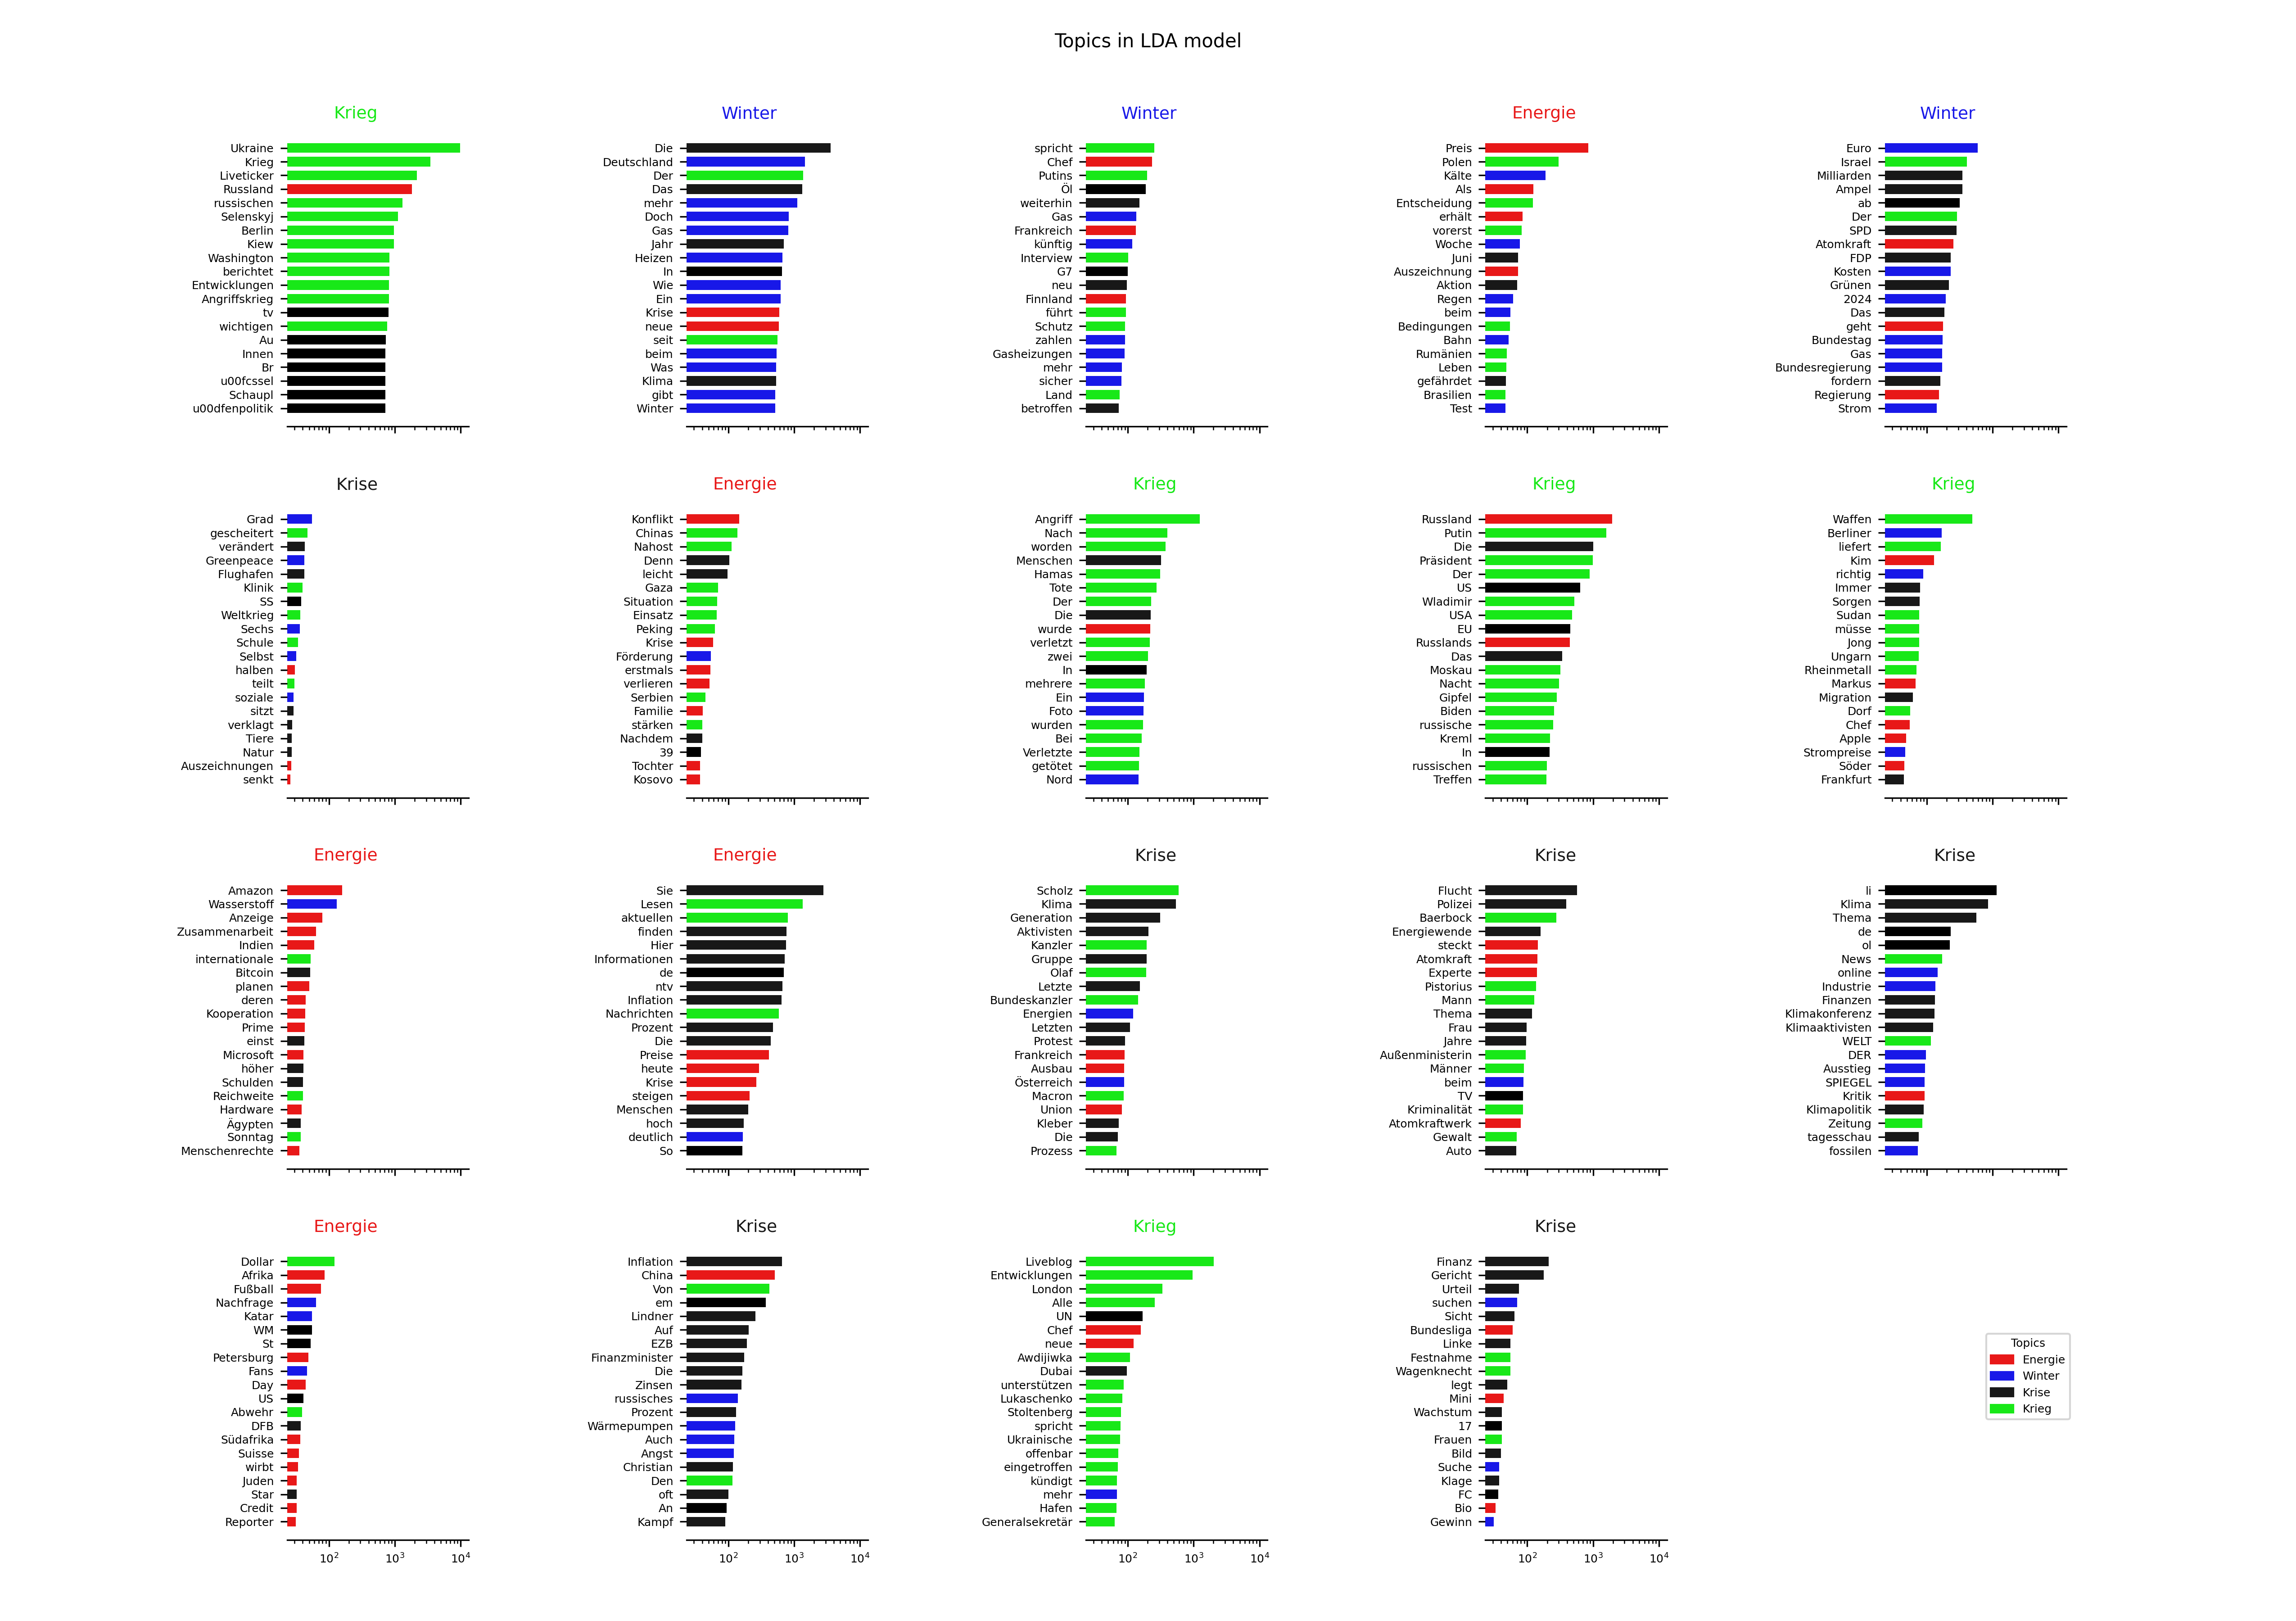 Topics in LDA model
Krieg
Ukraine
Krieg
Liveticker
Russland
russischen
Selenskyj
Berlin
Kiew
Washington
berichtet
Entwicklungen
Angriffskrieg
tv
wichtigen
Au
Innen
Br
u00fcssel
Schaupl
u00dfenpolitik
Winter
Die
Deutschland
Der
Das
mehr
Doch
Gas
Jahr
Heizen
In
Wie
Ein
Krise
neue
seit
beim
Was
Klima
gibt
Winter
Winter
spricht
Chef
Putins
Öl
weiterhin
Gas
Frankreich
künftig
Interview
G7
neu
Finnland
führt
Schutz
zahlen
Gasheizungen
mehr
sicher
Land
betroffen
Energie
Preis
Polen
Kälte
Als
Entscheidung
erhält
vorerst
Woche
Juni
Auszeichnung
Aktion
Regen
beim
Bedingungen
Bahn
Rumänien
Leben
gefährdet
Brasilien
Test
Winter
Euro
Israel
Milliarden
Ampel
ab
Der
SPD
Atomkraft
FDP
Kosten
Grünen
2024
Das
geht
Bundestag
Gas
Bundesregierung
fordern
Regierung
Strom
Krise
Grad
gescheitert
verändert
Greenpeace
Flughafen
Klinik
SS
Weltkrieg
Sechs
Schule
Selbst
halben
teilt
soziale
sitzt
verklagt
Tiere
Natur
Auszeichnungen
senkt
Energie
Konflikt
Chinas
Nahost
Denn
leicht
Gaza
Situation
Einsatz
Peking
Krise
Förderung
erstmals
verlieren
Serbien
Familie
stärken
Nachdem
39
Tochter
Kosovo
Krieg
Angriff
Nach
worden
Menschen
Hamas
Tote
Der
Die
wurde
verletzt
zwei
In
mehrere
Ein
Foto
wurden
Bei
Verletzte
getötet
Nord
Krieg
Russland
Putin
Die
Präsident
Der
US
Wladimir
USA
EU
Russlands
Das
Moskau
Nacht
Gipfel
Biden
russische
Kreml
In
russischen
Treffen
Krieg
Waffen
Berliner
liefert
Kim
richtig
Immer
Sorgen
Sudan
müsse
Jong
Ungarn
Rheinmetall
Markus
Migration
Dorf
Chef
Apple
Strompreise
Söder
Frankfurt
Energie
Amazon
Wasserstoff
Anzeige
Zusammenarbeit
Indien
internationale
Bitcoin
planen
deren
Kooperation
Prime
einst
Microsoft
höher
Schulden
Reichweite
Hardware
Ägypten
Sonntag
Menschenrechte
Energie
Sie
Lesen
aktuellen
finden
Hier
Informationen
de
ntv
Inflation
Nachrichten
Prozent
Die
Preise
heute
Krise
steigen
Menschen
hoch
deutlich
So
Krise
Scholz
Klima
Generation
Aktivisten
Kanzler
Gruppe
Olaf
Letzte
Bundeskanzler
Energien
Letzten
Protest
Frankreich
Ausbau
Österreich
Macron
Union
Kleber
Die
Prozess
Krise
Flucht
Polizei
Baerbock
Energiewende
steckt
Atomkraft
Experte
Pistorius
Mann
Thema
Frau
Jahre
Außenministerin
Männer
beim
TV
Kriminalität
Atomkraftwerk
Gewalt
Auto
Krise
li
Klima
Thema
de
ol
News
online
Industrie
Finanzen
Klimakonferenz
Klimaaktivisten
WELT
DER
Ausstieg
SPIEGEL
Kritik
Klimapolitik
Zeitung
tagesschau
fossilen
Energie
Dollar
Afrika
Fußball
Nachfrage
Katar
WM
St
Petersburg
Fans
Day
US
Abwehr
DFB
Südafrika
Suisse
wirbt
Juden
Star
Credit
Reporter
10² 10³ 10⁴
Krise
Inflation
China
Von
em
Lindner
Auf
EZB
Finanzminister
Die
Zinsen
russisches
Prozent
Wärmepumpen
Auch
Angst
Christian
Den
oft
An
Kampf
10² 10³ 10⁴
Krieg
Liveblog
Entwicklungen
London
Alle
UN
Chef
neue
Awdijiwka
Dubai
unterstützen
Lukaschenko
Stoltenberg
spricht
Ukrainische
offenbar
eingetroffen
kündigt
mehr
Hafen
Generalsekretär
10² 10³ 10⁴
Krise
Finanz
Gericht
Urteil
suchen
Sicht
Bundesliga
Linke
Festnahme
Wagenknecht
legt
Mini
Wachstum
17
Frauen
Bild
Suche
Klage
FC
Bio
Gewinn
10² 10³ 10⁴
Topics
Energie
Winter
Krise
Krieg